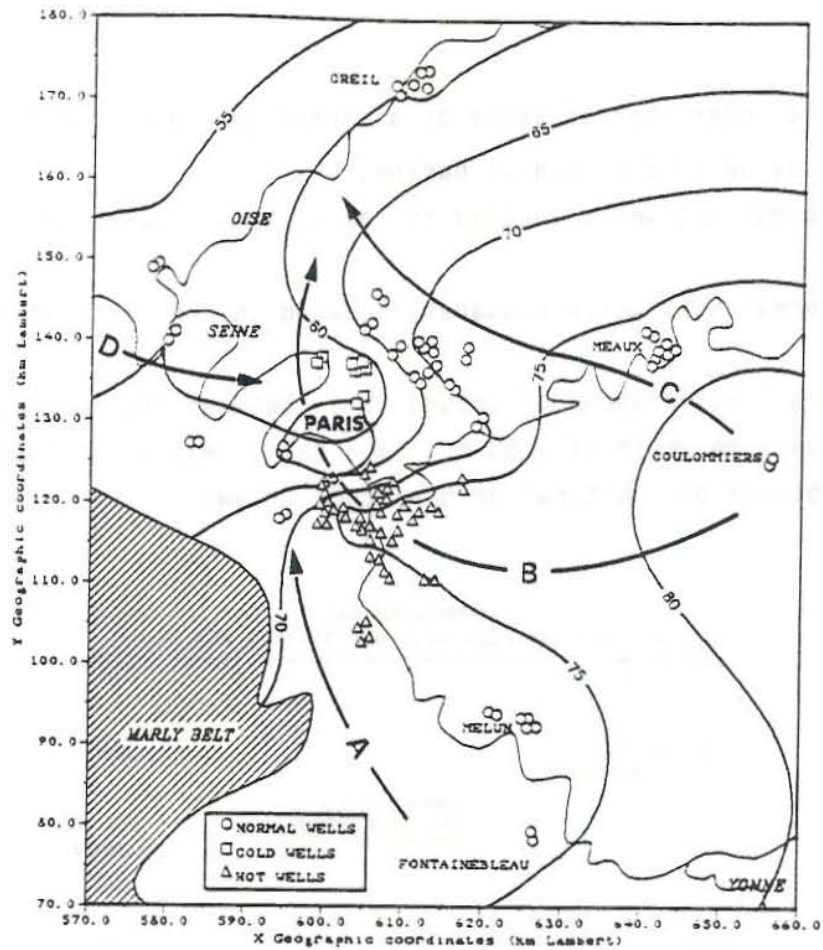 180.0
CREIL
170.0
55
65
160.0
OISE
70
150.0
Y Geographic coordinates (km Lambert)
SEINE
60
140.0
D
MEAUX
75
C
130.0
PARIS
COULOMMIERS
120.0
B
110.0
80
70
100.0
75
MARLY BELT
MELUN
90.0
A
80.0
NORMAL WELLS
COLD WELLS
HOT WELLS
FONTAINEBLEAU
YONNE
70.0
570.0 580.0 590.0 600.0 610.0 620.0 630.0 640.0 650.0 660.0
X Geographic coordinates (km Lambert)